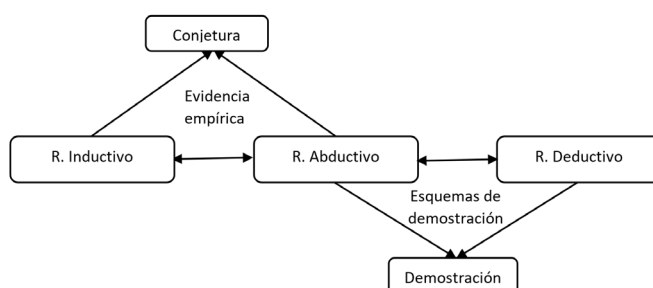 Conjetura
Evidencia
empírica
R. Inductivo
R. Abductivo
R. Deductivo
Esquemas de
demostración
Demostración